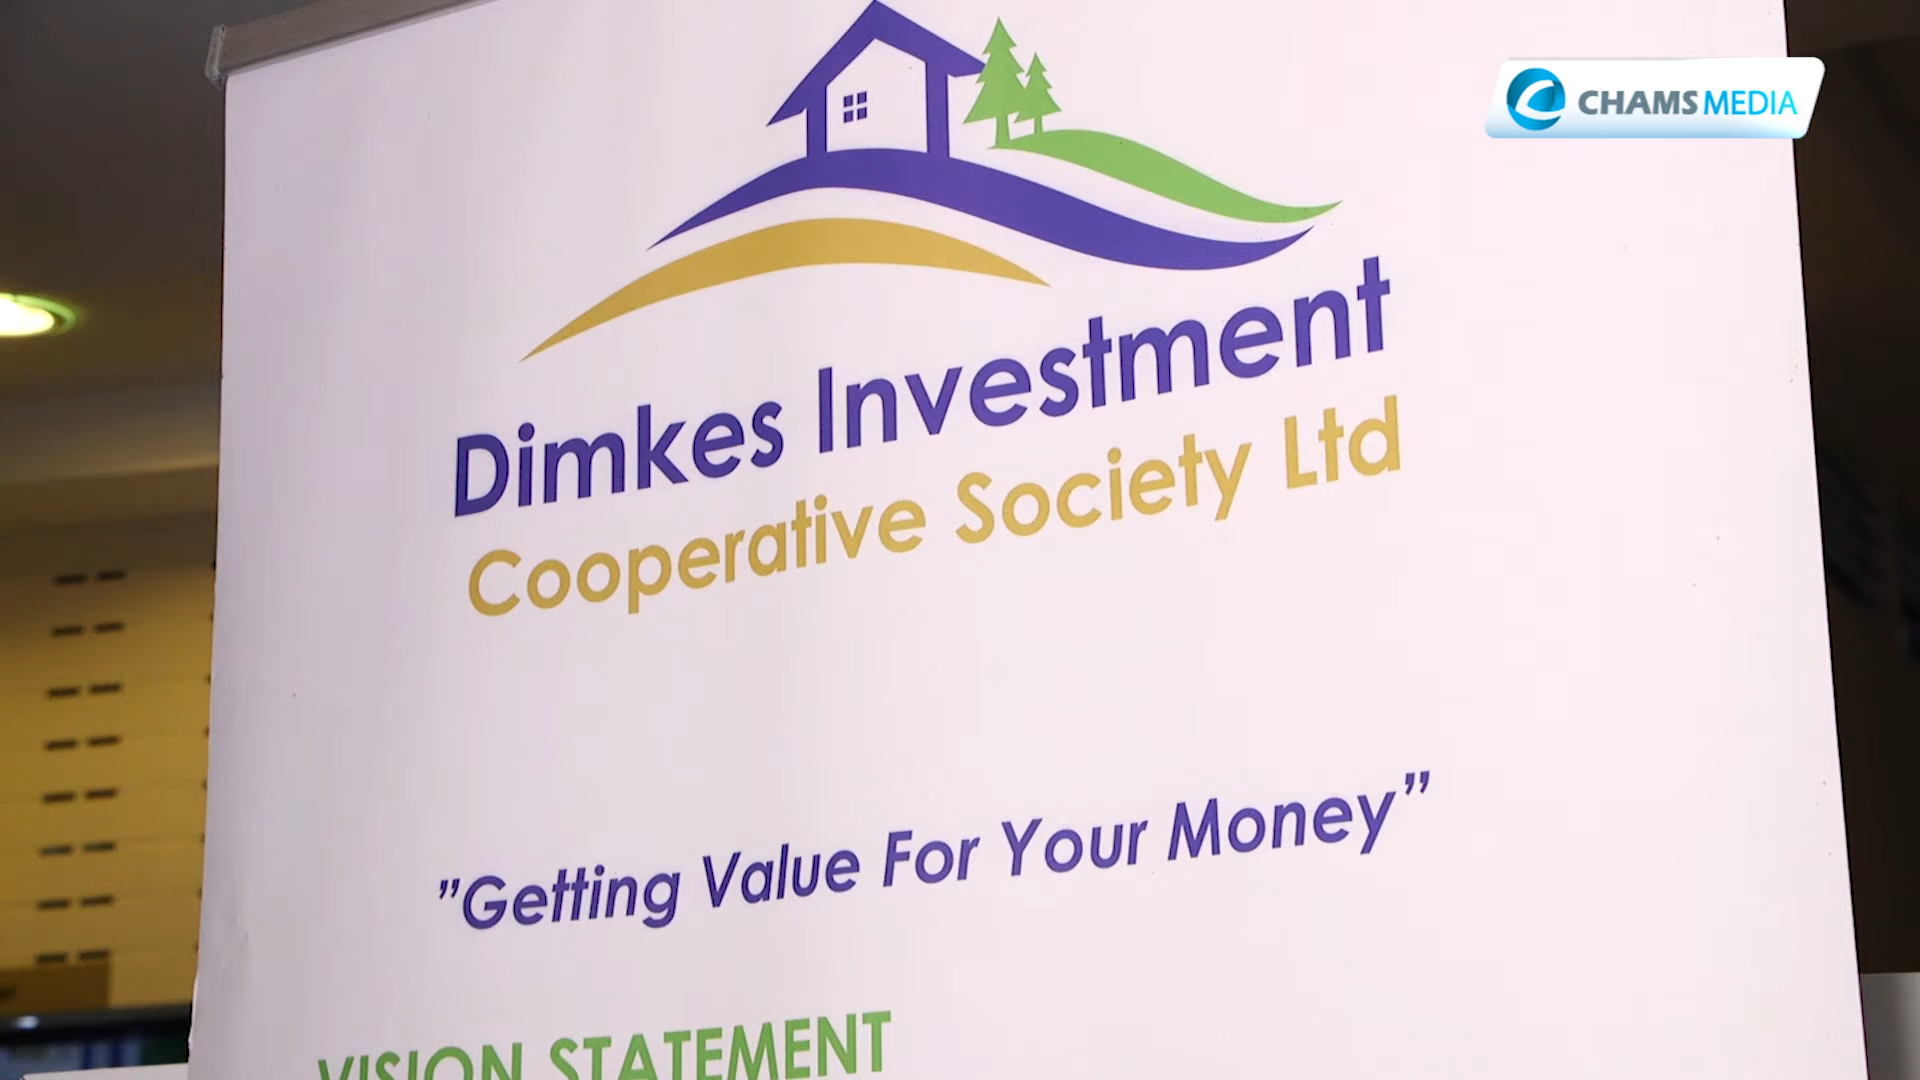 CHAMS MEDIA
Dimkes Investment
Cooperative Society Ltd
”Getting Value For Your Money”
VISION STATEMENT